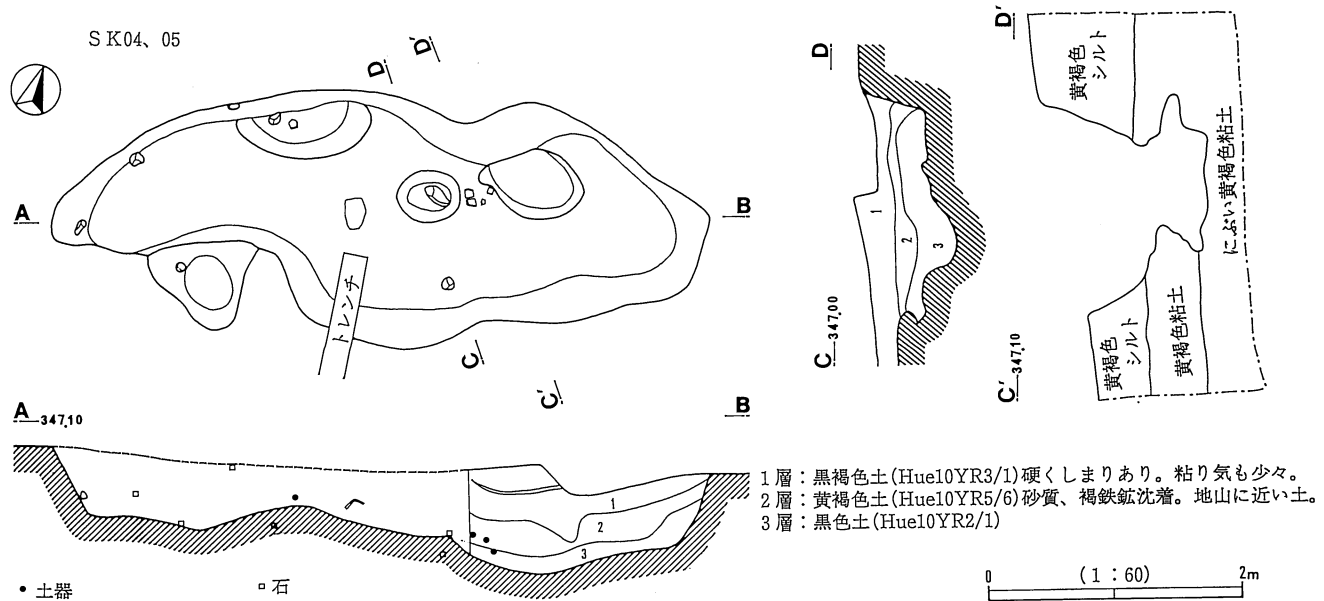 SK04、05
D
D'
A
B
トレンチ
C
C'
D
1
2
3
C 347.00
D'
黄褐色
シルト
にぶい黄褐色粘土
黄褐色
シルト
黄褐色粘土
C' 347.10
A 347.10
B
1
2
3
1層：黒褐色土(Hue10YR3/1)硬くしまりあり。粘り気も少々。
2層：黄褐色土(Hue10YR5/6)砂質、褐鉄鉱沈着。地山に近い土。
3層：黒色土(Hue10YR2/1)
土器
石
0 (1：60) 2m